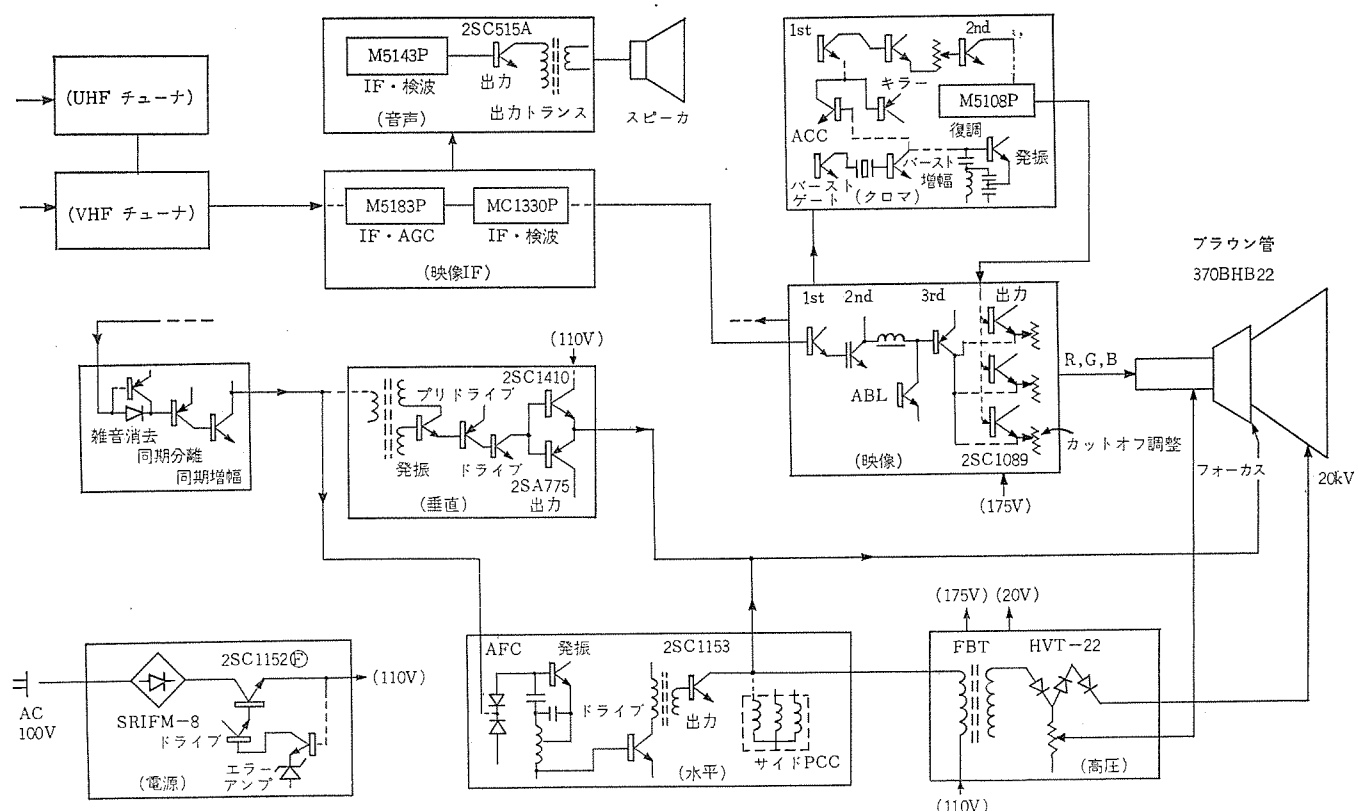 (UHF チューナ)
(VHF チューナ)
2SC515A
M5143P
IF・検波
(音声)
出力
出力トランス
スピーカ
M5183P
IF・AGC
MC1330P
IF・検波
(映像IF)
1st
2nd
キラー
M5108P
復調
ACC
発振
バースト
増幅
バースト
ゲート
(クロマ)
ブラウン管
370BHB22
1st
2nd
3rd
出力
ABL
R,G,B
カットオフ調整
2SC1089
(映像)
(175V)
フォーカス
20kV
雑音消去
同期分離
同期増幅
(110V)
2SC1410
プリドライブ
発振
ドライブ
2SA775
出力
(垂直)
AC
100V
SRIFM-8
2SC1152Ⓕ
(110V)
ドライブ
エラー
アンプ
(電源)
AFC
発振
2SC1153
ドライブ
出力
サイドPCC
(水平)
(175V)
(20V)
FBT
HVT-22
(高圧)
(110V)